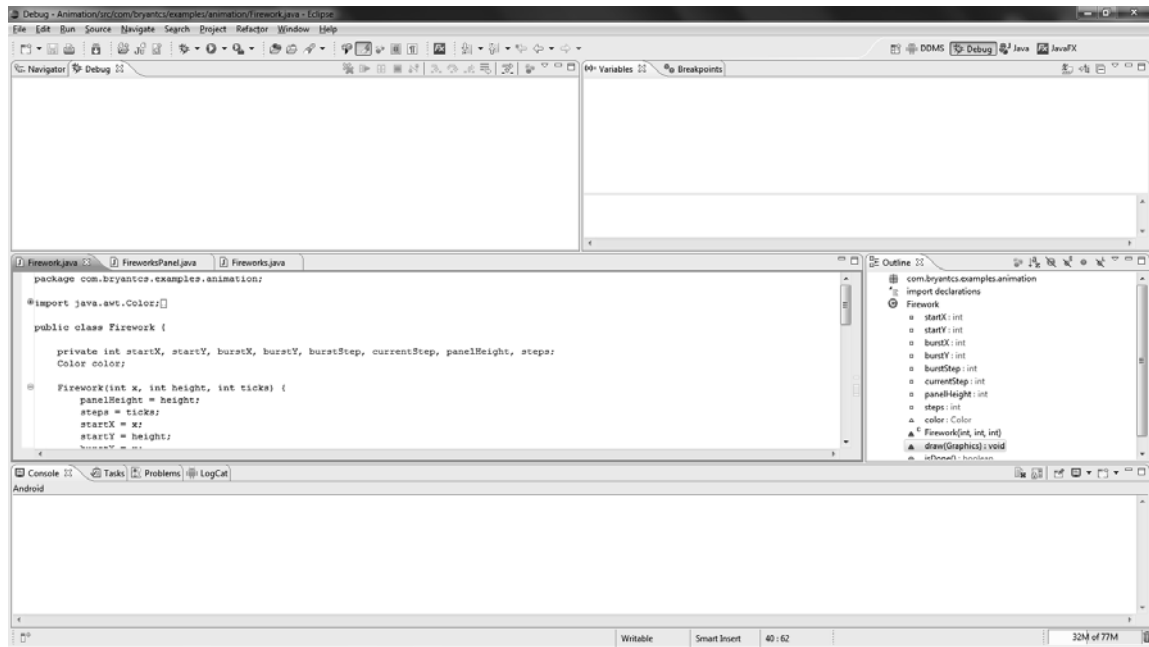 Debug - Animation/src/com/bryantcs/examples/animation/Firework.java - Eclipse
File Edit Run Source Navigate Search Project Refactor Window Help
DDMS Debug Java JavaFX
Navigator Debug
Variables Breakpoints
Firework.java FireworksPanel.java Fireworks.java
package com.bryantcs.examples.animation;
import java.awt.Color;
public class Firework {
private int startX, startY, burstX, burstY, burstStep, currentStep, panelHeight, steps;
Color color;
Firework(int x, int height, int ticks) {
panelHeight = height;
steps = ticks;
startX = x;
startY = height;
Outline
com.bryantcs.examples.animation
import declarations
Firework
startX : int
startY : int
burstX : int
burstY : int
burstStep : int
currentStep : int
panelHeight : int
steps : int
color : Color
Firework(int, int, int)
draw(Graphics) : void
isDone() : boolean
Console Tasks Problems LogCat
Android
Writable Smart Insert 40 : 62 32M of 77M